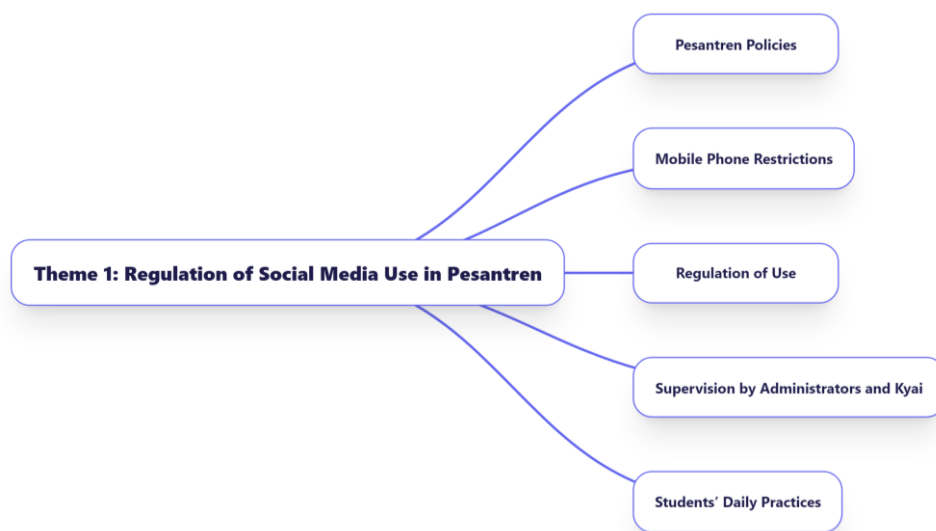 Pesantren Policies
Mobile Phone Restrictions
Theme 1: Regulation of Social Media Use in Pesantren
Regulation of Use
Supervision by Administrators and Kyai
Students’ Daily Practices